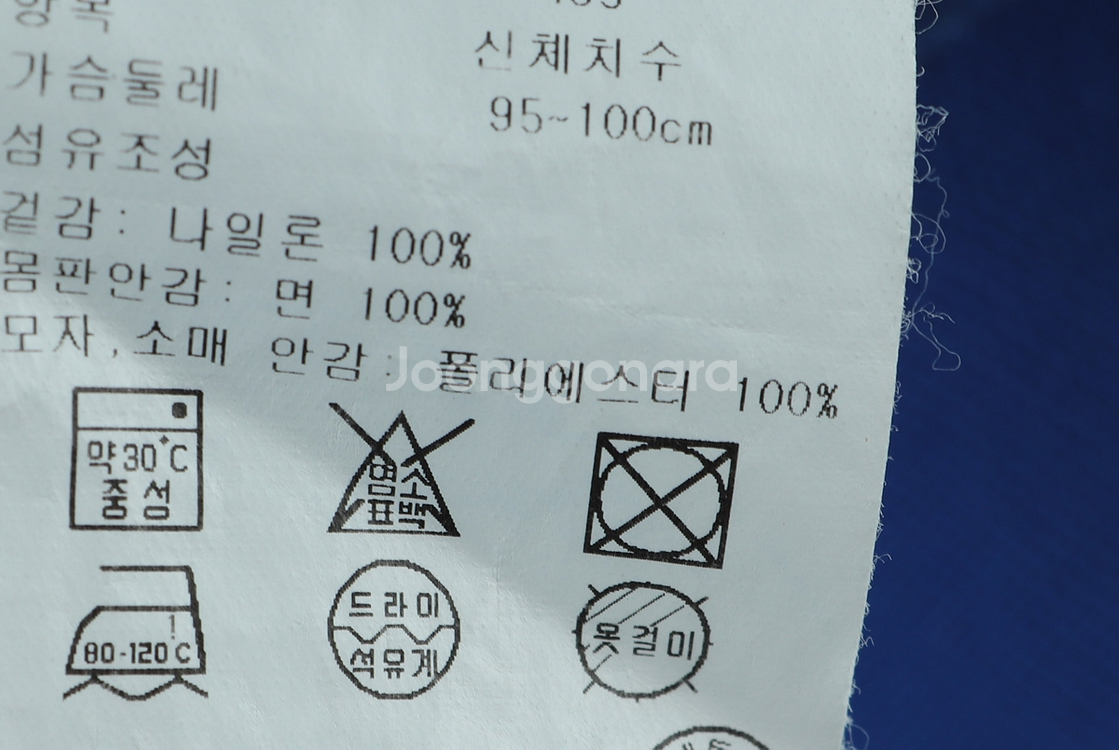 항목
신체치수
가슴둘레 95~100cm
섬유조성
겉감: 나일론 100%
몸판안감: 면 100%
모자,소매 안감: 폴리에스터 100%
Joonggonara
약30℃
중성
염소
표백
80-120℃
드라이
석유계
옷걸이